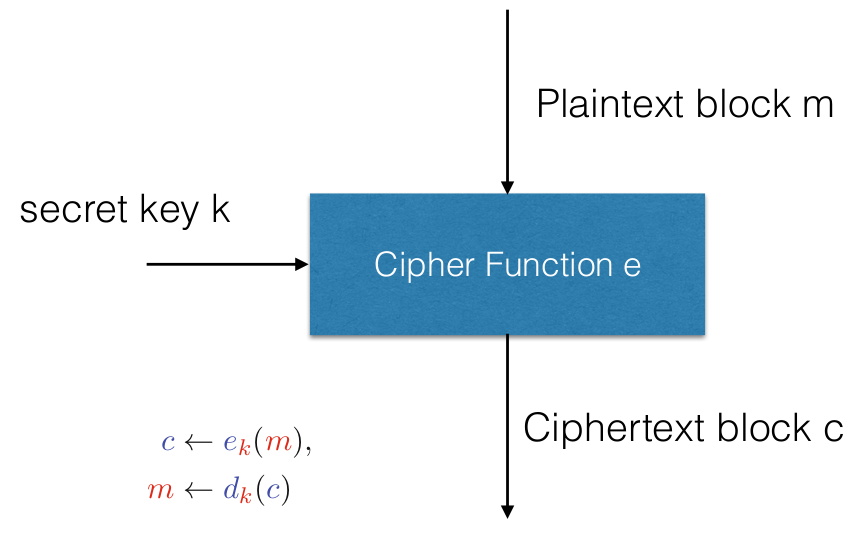 Plaintext block m
secret key k
Cipher Function e
Ciphertext block c
c ← e_k(m),
m ← d_k(c)